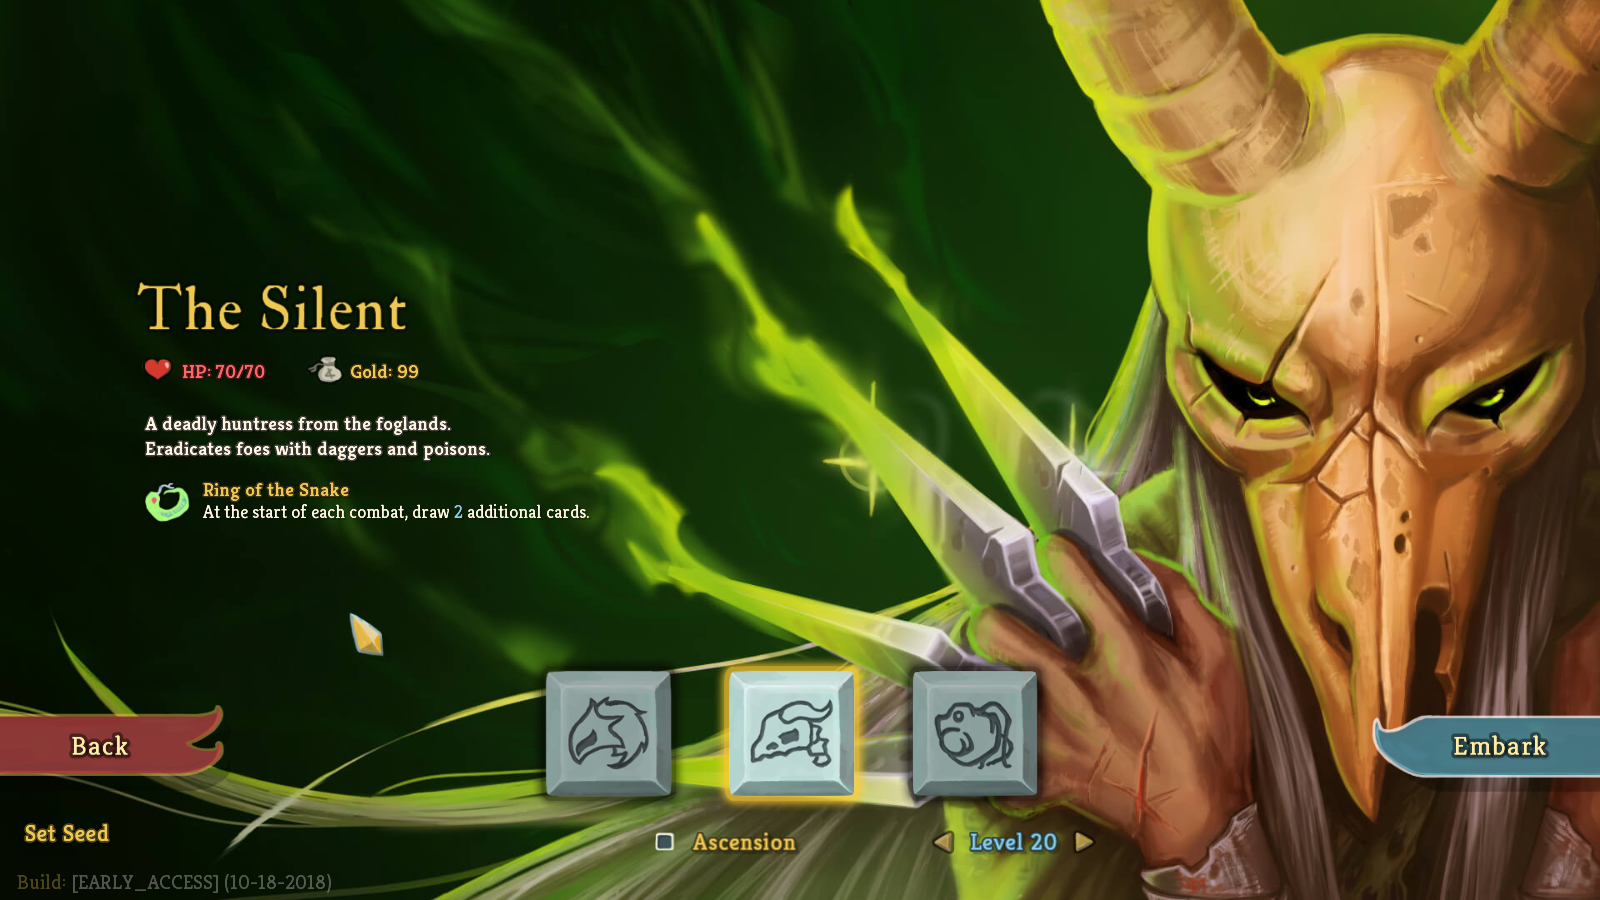 The Silent
HP: 70/70 Gold: 99
A deadly huntress from the foglands.
Eradicates foes with daggers and poisons.
Ring of the Snake
At the start of each combat, draw 2 additional cards.
Back
Embark
Set Seed
Ascension
Level 20
Build: [EARLY_ACCESS] (10-18-2018)